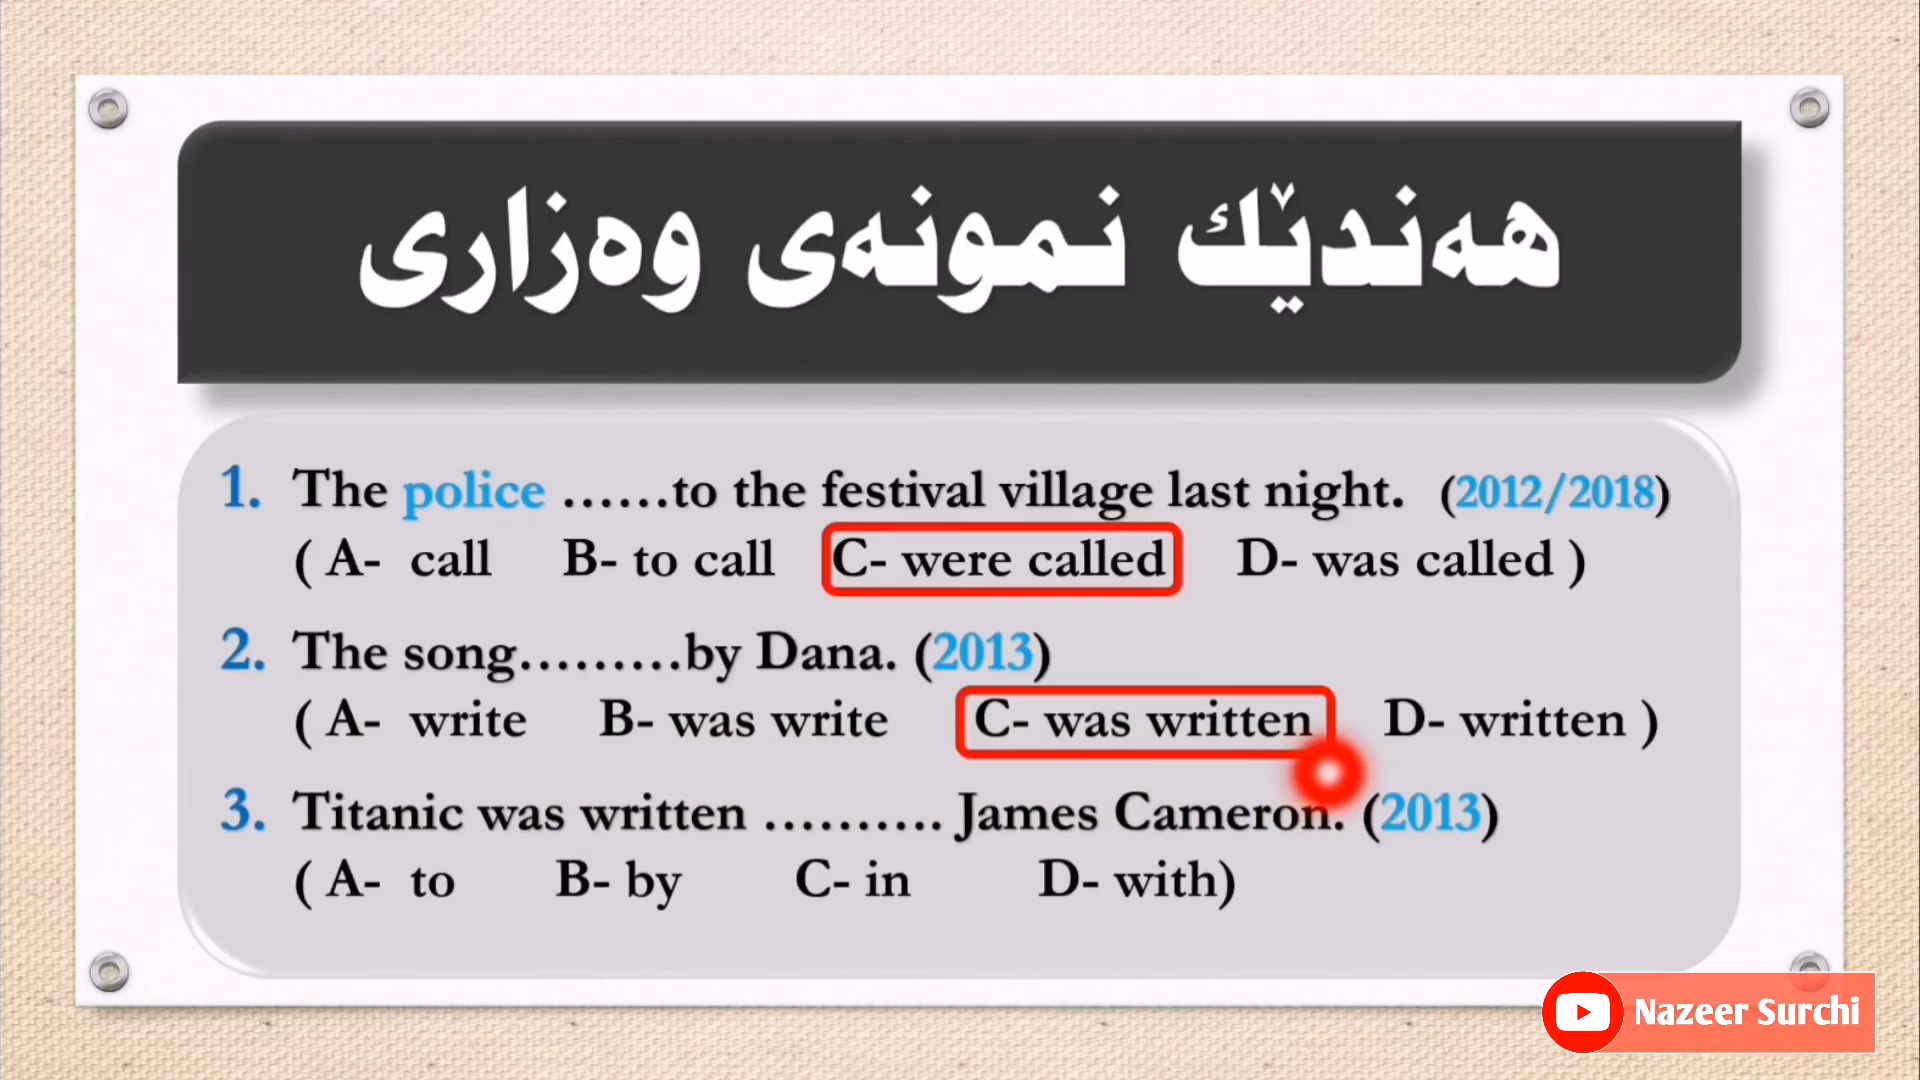 هەندێك نمونەی وەزاری
1. The police ......to the festival village last night. (2012/2018)
( A- call B- to call C- were called D- was called )
2. The song.........by Dana. (2013)
( A- write B- was write C- was written D- written )
3. Titanic was written .......... James Cameron. (2013)
( A- to B- by C- in D- with)
Nazeer Surchi